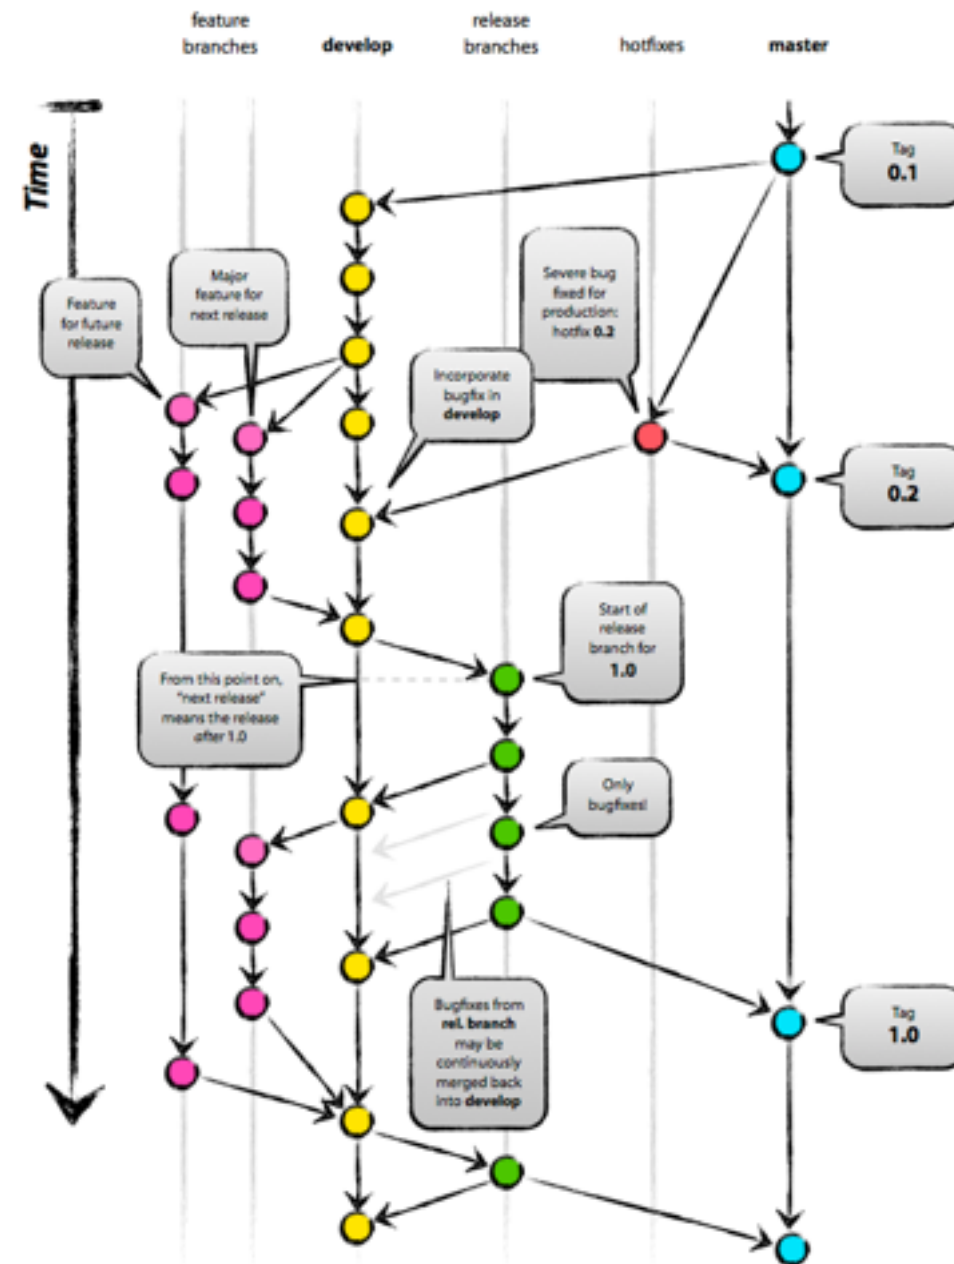 feature
branches
develop
release
branches
hotfixes
master
Time
Tag
0.1
Major
feature for
next release
Feature
for future
release
Severe bug
fixed for
production:
hotfix 0.2
Incorporate
bugfix in
develop
Tag
0.2
Start of
release
branch for
1.0
From this point on,
"next release"
means the release
after 1.0
Only
bugfixes!
Bugfixes from
rel. branch
may be
continuously
merged back
into develop
Tag
1.0